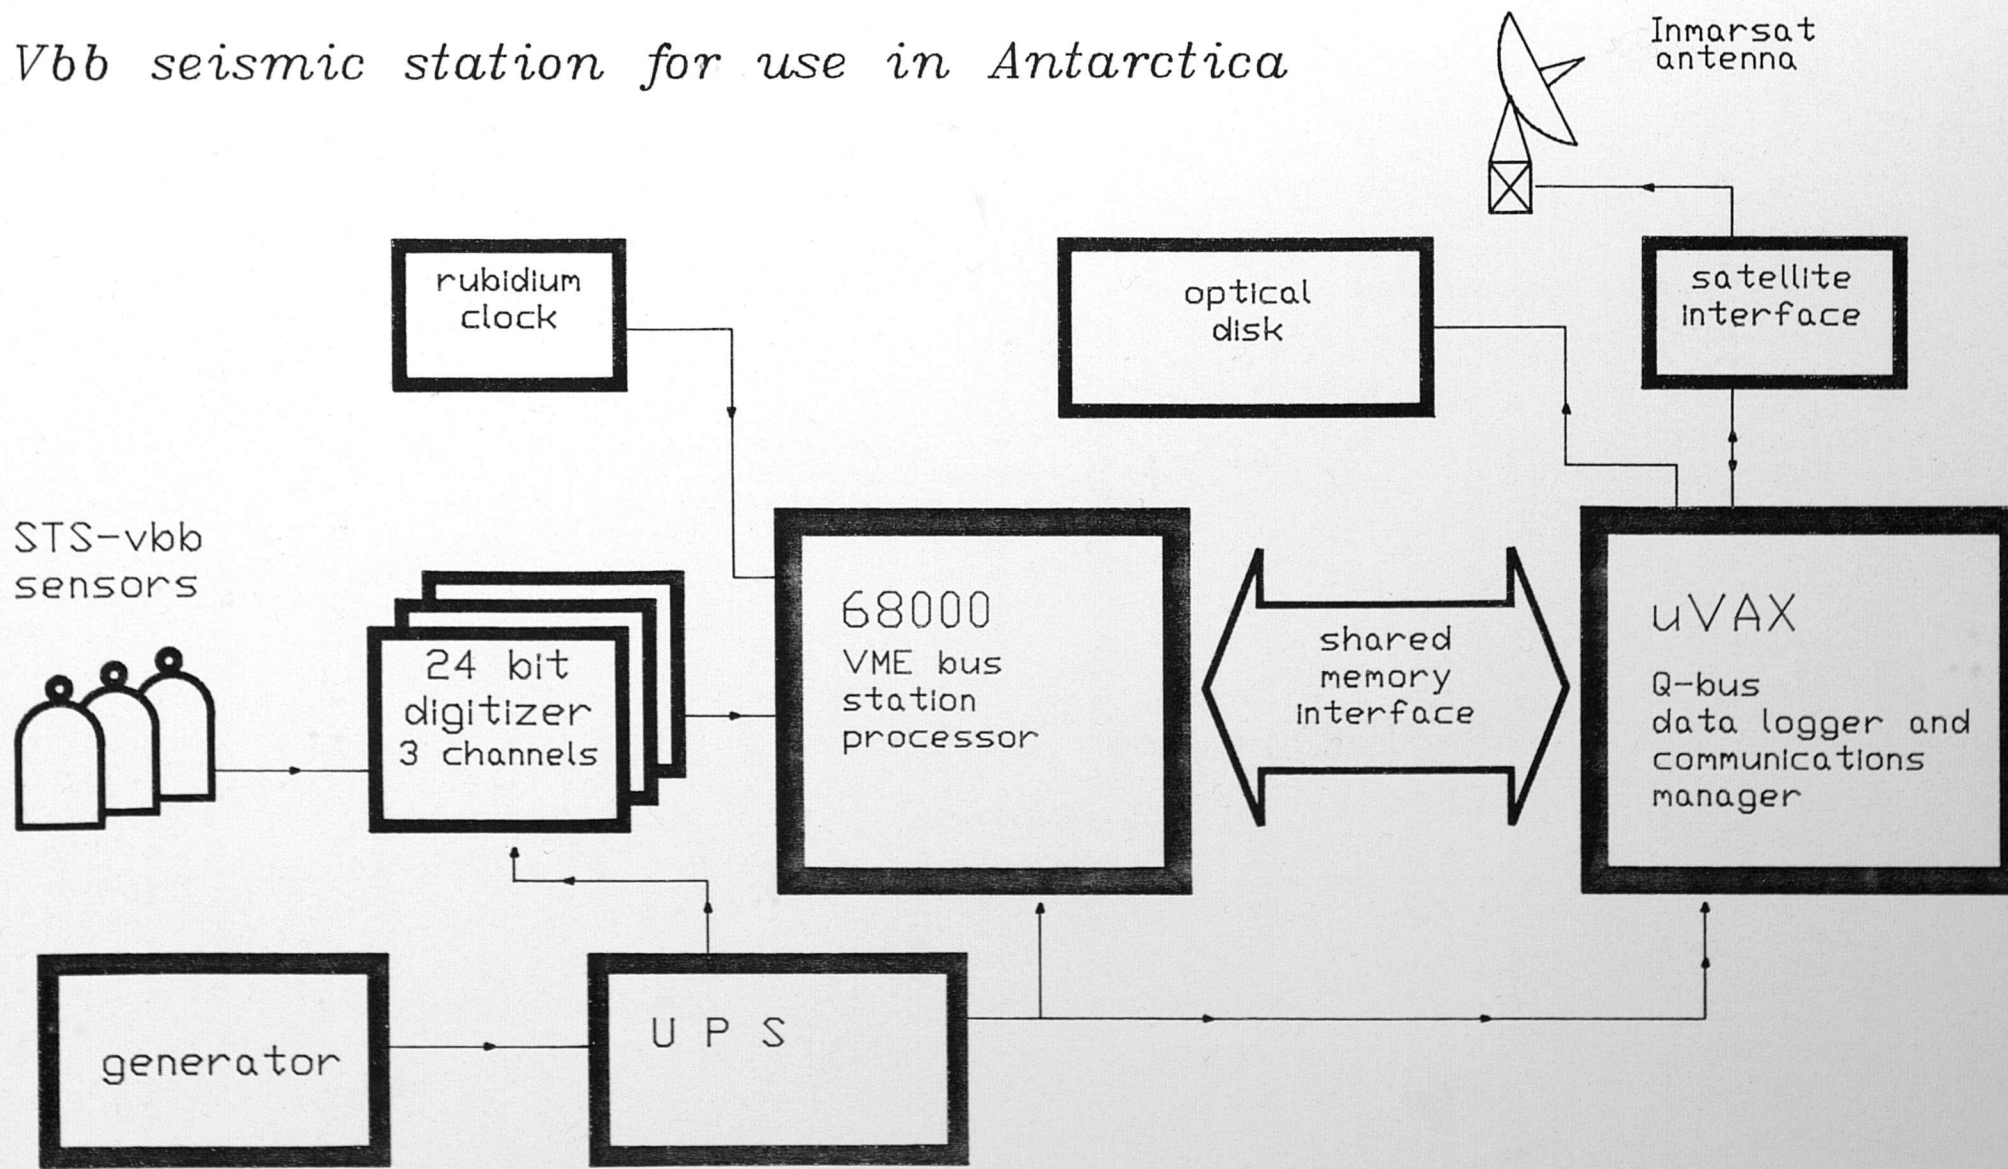 Vbb seismic station for use in Antarctica
Inmarsat
antenna
rubidium
clock
optical
disk
satellite
interface
STS-vbb
sensors
24 bit
digitizer
3 channels
68000
VME bus
station
processor
shared
memory
interface
uVAX
Q-bus
data logger and
communications
manager
generator
U P S